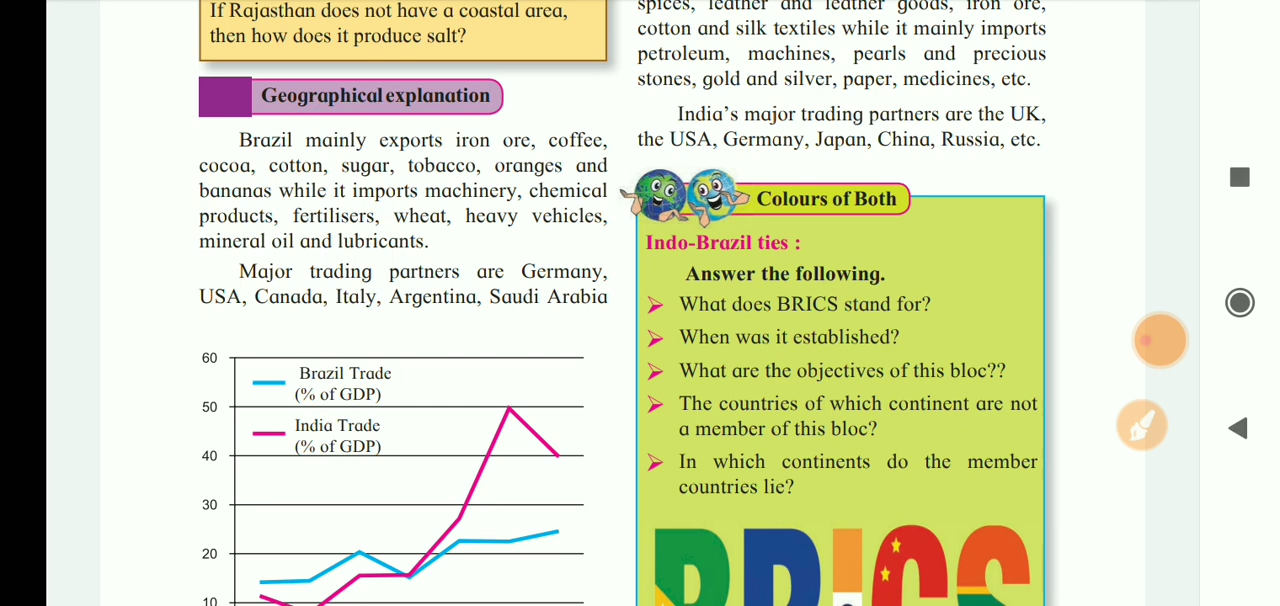 If Rajasthan does not have a coastal area,
then how does it produce salt?
Geographical explanation
Brazil mainly exports iron ore, coffee,
cocoa, cotton, sugar, tobacco, oranges and
bananas while it imports machinery, chemical
products, fertilisers, wheat, heavy vehicles,
mineral oil and lubricants.
Major trading partners are Germany,
USA, Canada, Italy, Argentina, Saudi Arabia
60
Brazil Trade
(% of GDP)
50
India Trade
(% of GDP)
40
30
20
10
spices, leather and leather goods, iron ore,
cotton and silk textiles while it mainly imports
petroleum, machines, pearls and precious
stones, gold and silver, paper, medicines, etc.
India's major trading partners are the UK,
the USA, Germany, Japan, China, Russia, etc.
Colours of Both
Indo-Brazil ties :
Answer the following.
What does BRICS stand for?
When was it established?
What are the objectives of this bloc??
The countries of which continent are not
a member of this bloc?
In which continents do the member
countries lie?
BRICS